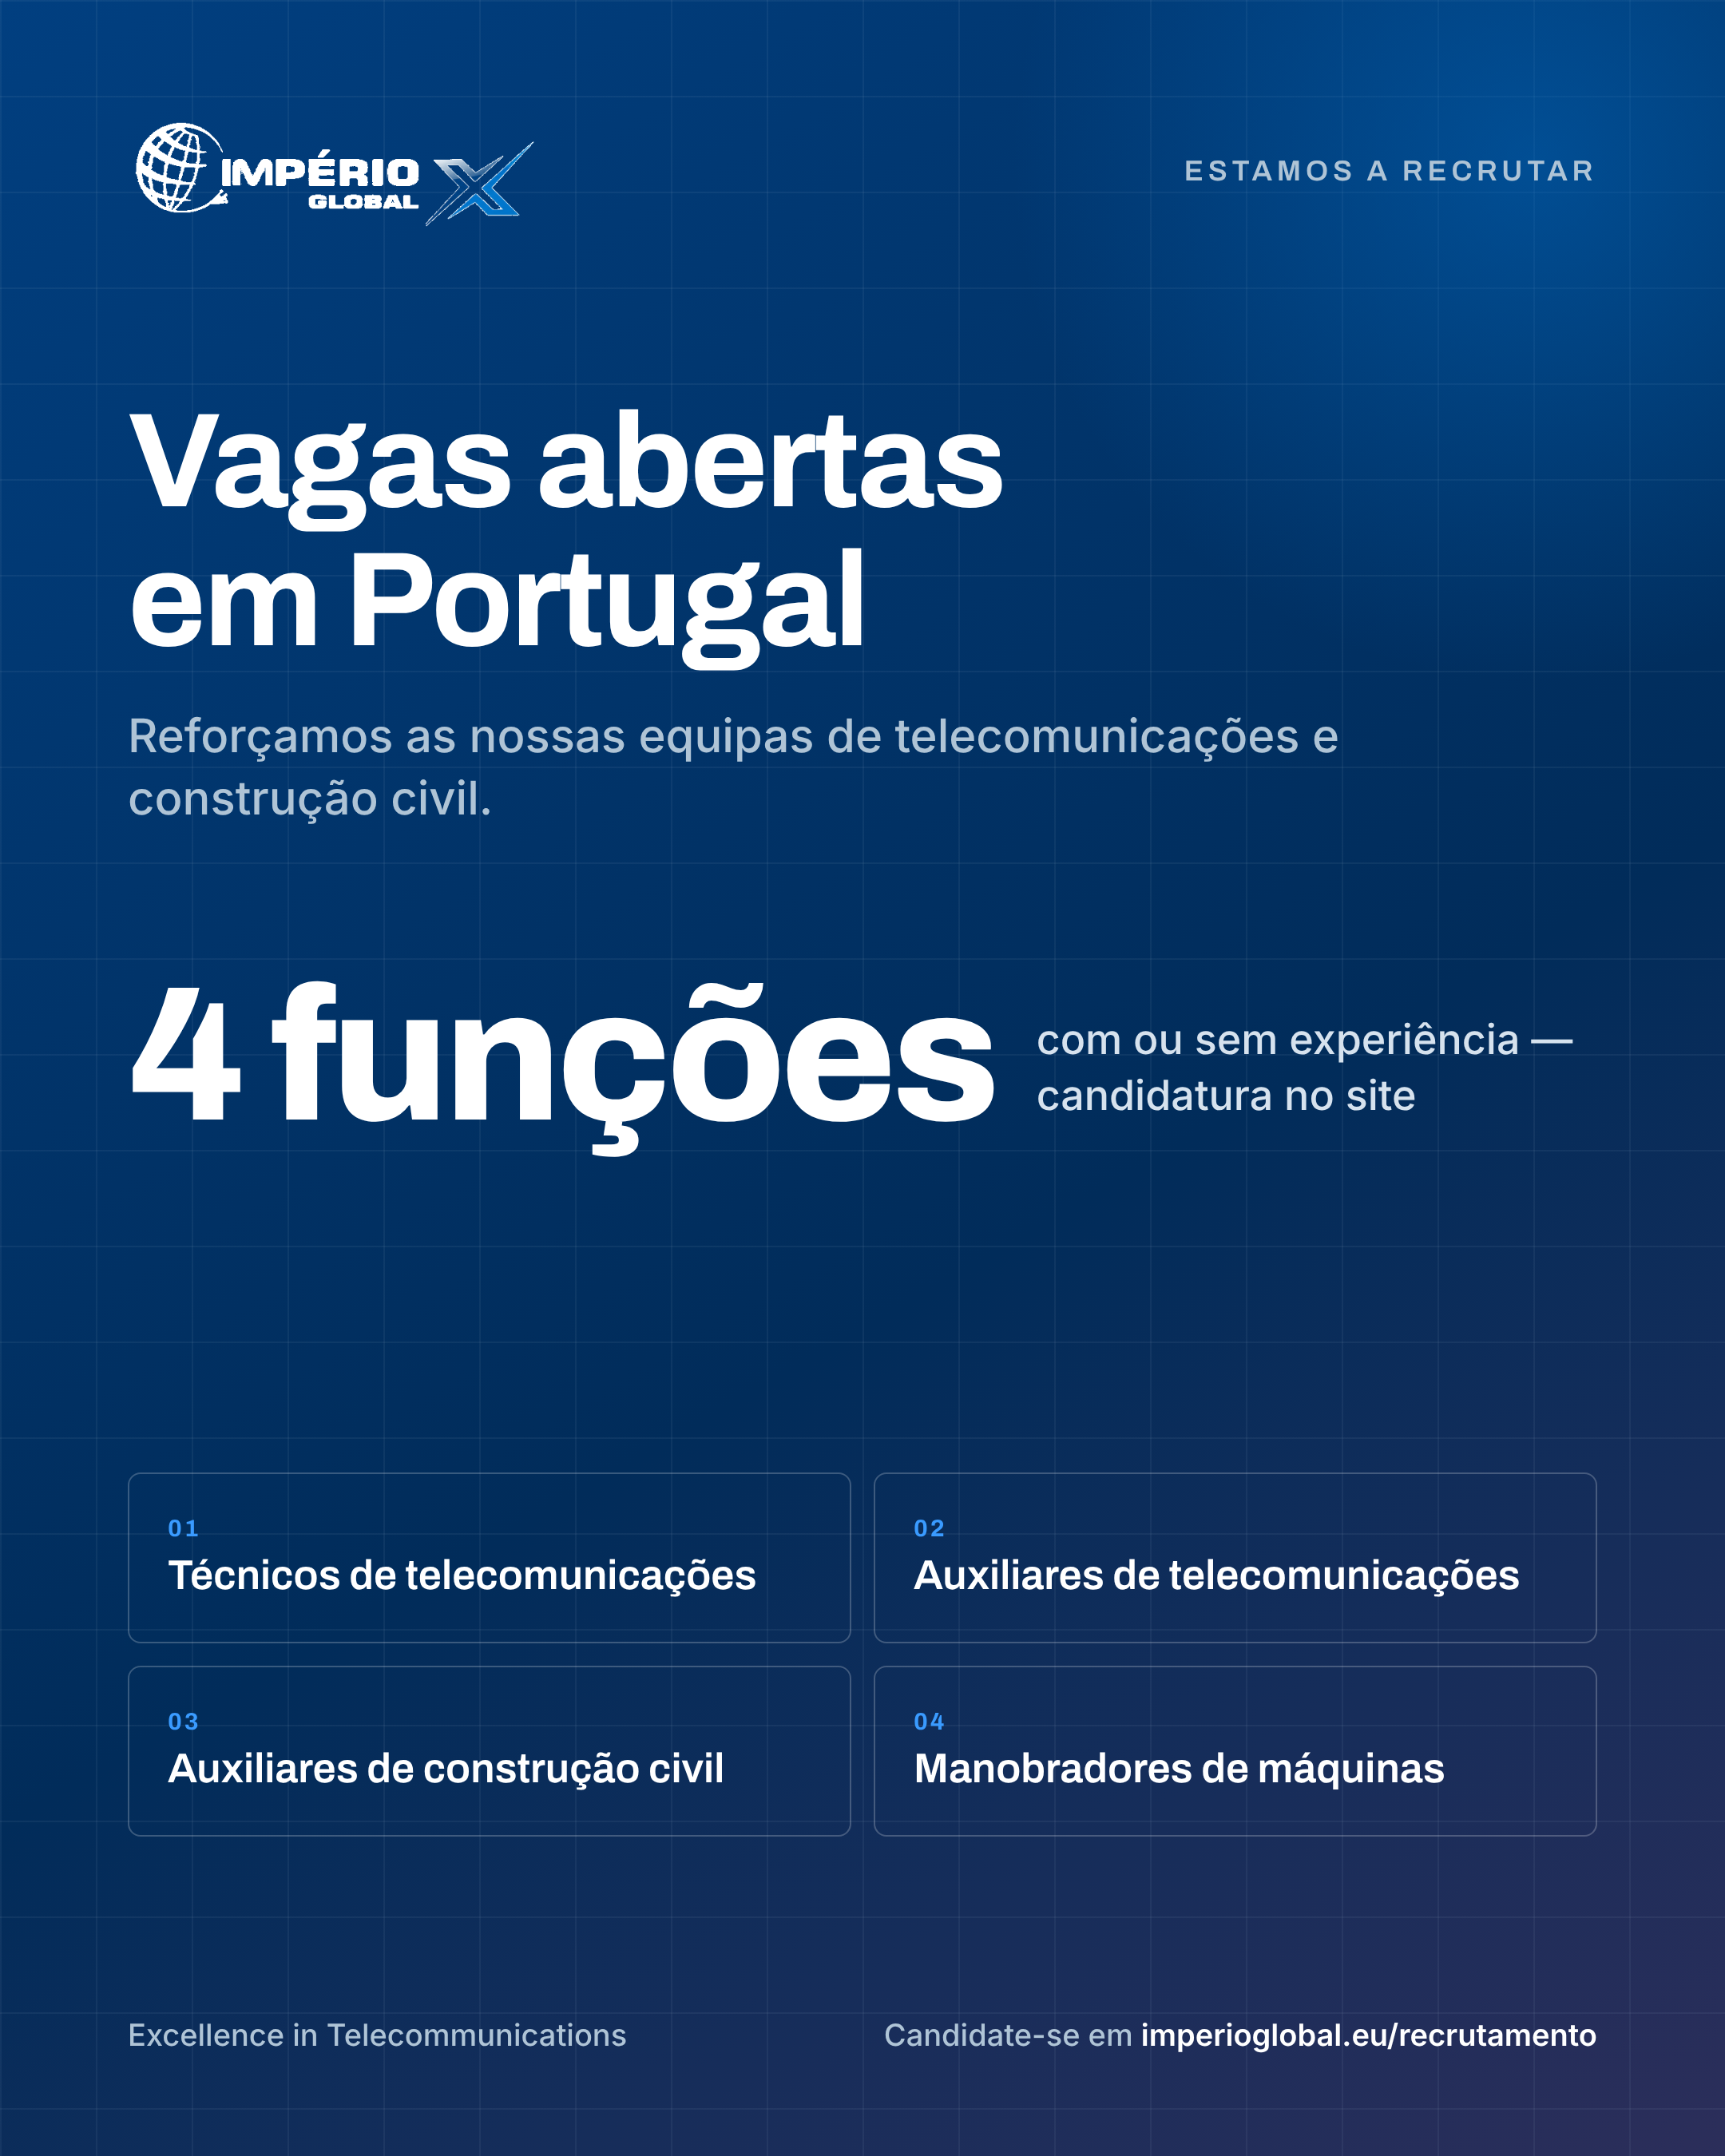 IMPÉRIO
GLOBAL X
ESTAMOS A RECRUTAR
Vagas abertas
em Portugal
Reforçamos as nossas equipas de telecomunicações e
construção civil.
4 funções
com ou sem experiência —
candidatura no site
01
Técnicos de telecomunicações
02
Auxiliares de telecomunicações
03
Auxiliares de construção civil
04
Manobradores de máquinas
Excellence in Telecommunications
Candidate-se em imperioglobal.eu/recrutamento